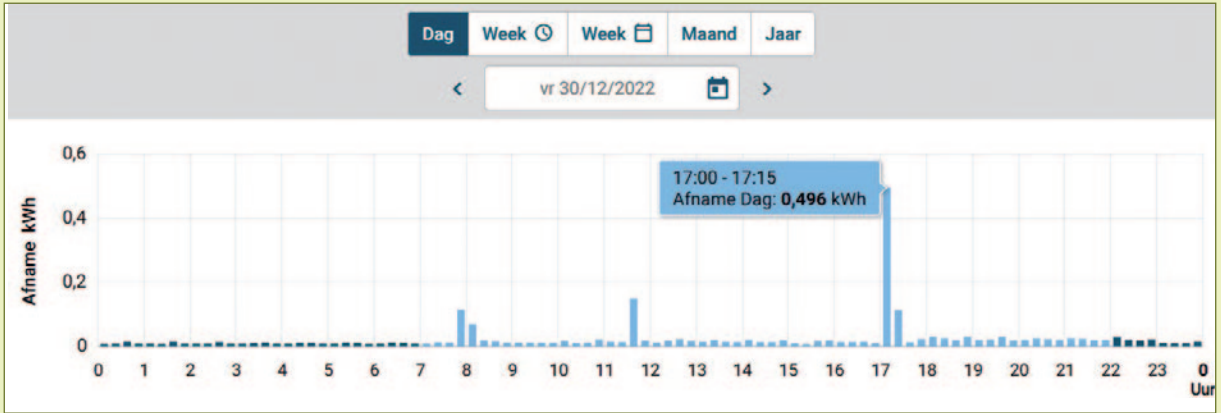 Dag Week Week Maand Jaar
< vr 30/12/2022 >
0,6
17:00 - 17:15
Afname Dag: 0,496 kWh
0,4
Afname kWh
0,2
0
0 1 2 3 4 5 6 7 8 9 10 11 12 13 14 15 16 17 18 19 20 21 22 23 0
Uur